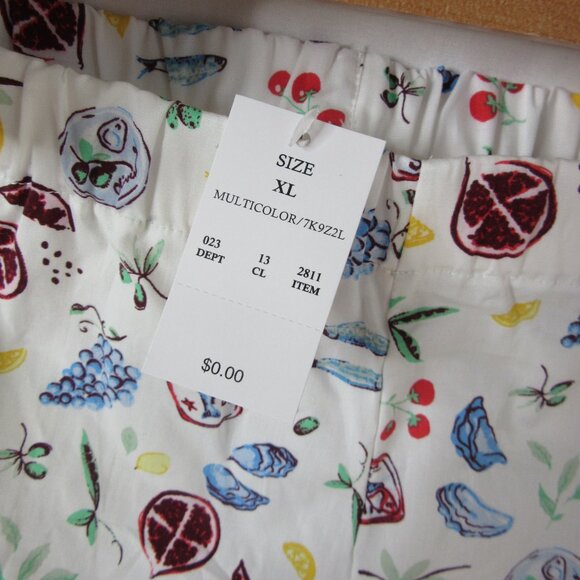 SIZE
XL
MULTICOLOR/7K9Z2L
023 13 2811
DEPT CL ITEM
$0.00